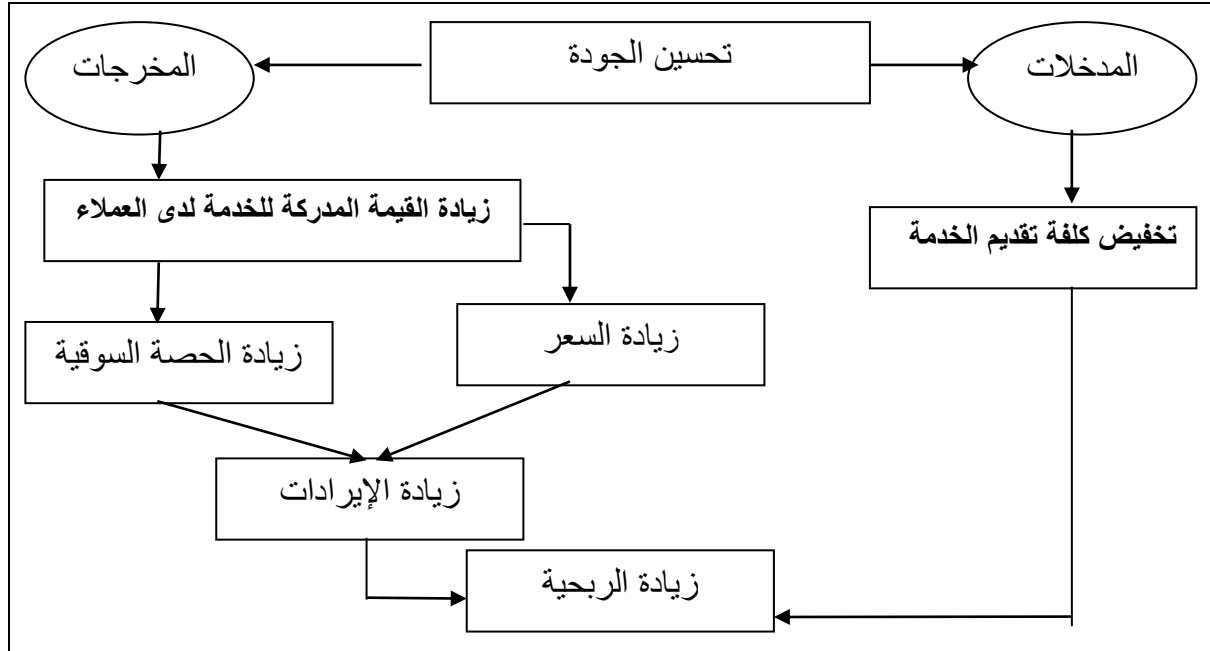 تحسين الجودة
المدخلات
المخرجات
زيادة القيمة المدركة للخدمة لدى العملاء
تخفيض كلفة تقديم الخدمة
زيادة السعر
زيادة الحصة السوقية
زيادة الإيرادات
زيادة الربحية